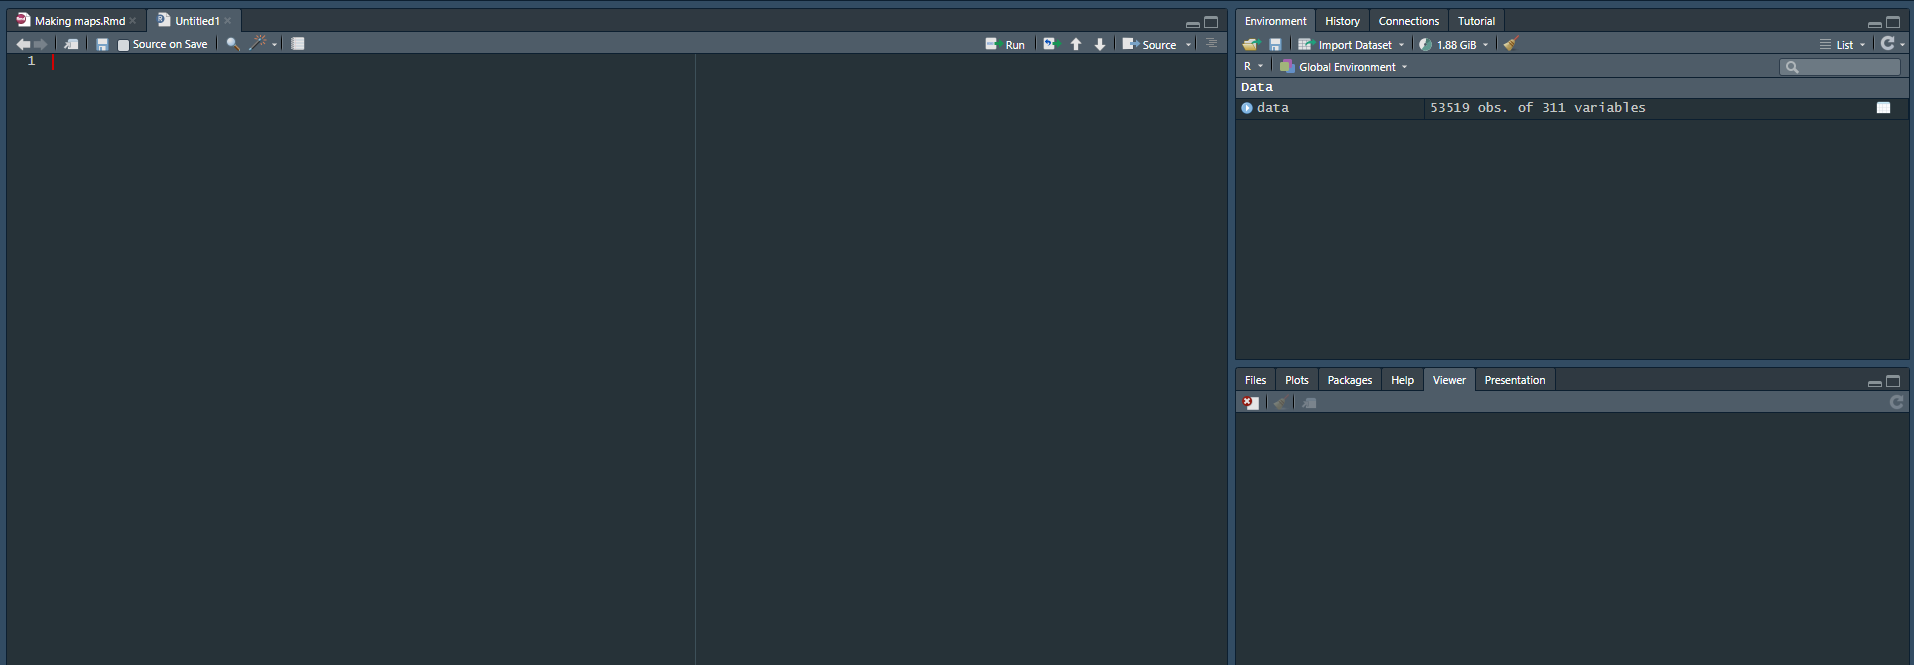 Making maps.Rmd
Untitled1
Source on Save
Run
Source
1
Environment
History
Connections
Tutorial
Import Dataset
1.88 GiB
List
R
Global Environment
Data
data
53519 obs. of 311 variables
Files
Plots
Packages
Help
Viewer
Presentation